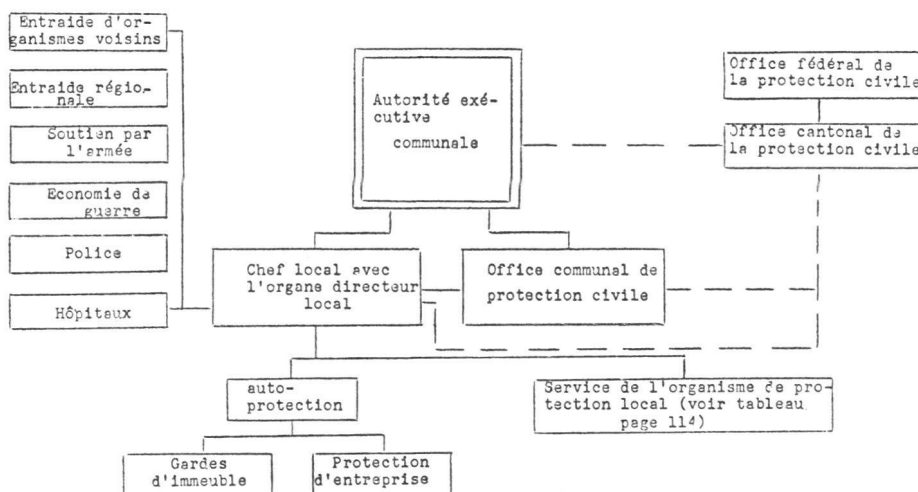 Entraide d'or-
ganismes voisins
Entraide régio-
nale
Soutien par
l'armée
Economie de
guerre
Police
Hôpitaux
Autorité exé-
cutive
communale
Office fédéral de
la protection civile
Office cantonal de
la protection civile
Chef local avec
l'organe directeur
local
Office communal de
protection civile
auto-
protection
Service de l'organisme de pro-
tection local (voir tableau
page 114)
Gardes
d'immeuble
Protection
d'entreprise